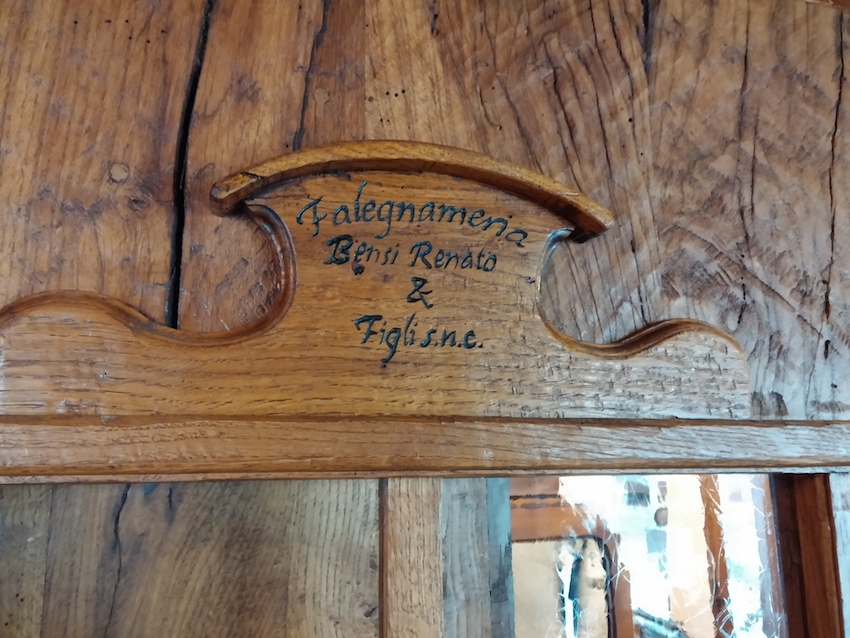 Falegnameria
Bensi Renato
&
Figli s.n.c.